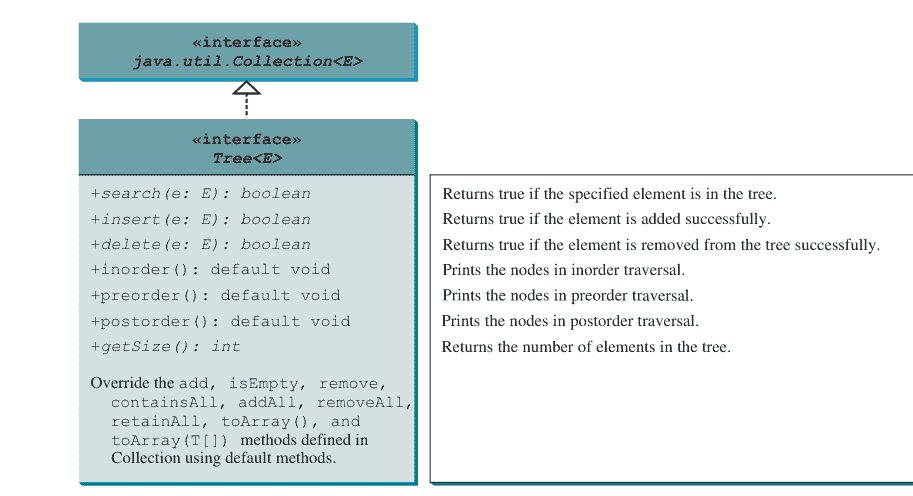 «interface»
java.util.Collection<E>
«interface»
Tree<E>
+search(e: E): boolean
Returns true if the specified element is in the tree.
+insert(e: E): boolean
Returns true if the element is added successfully.
+delete(e: E): boolean
Returns true if the element is removed from the tree successfully.
+inorder(): default void
Prints the nodes in inorder traversal.
+preorder(): default void
Prints the nodes in preorder traversal.
+postorder(): default void
Prints the nodes in postorder traversal.
+getSize(): int
Returns the number of elements in the tree.
Override the add, isEmpty, remove,
containsAll, addAll, removeAll,
retainAll, toArray(), and
toArray(T[]) methods defined in
Collection using default methods.